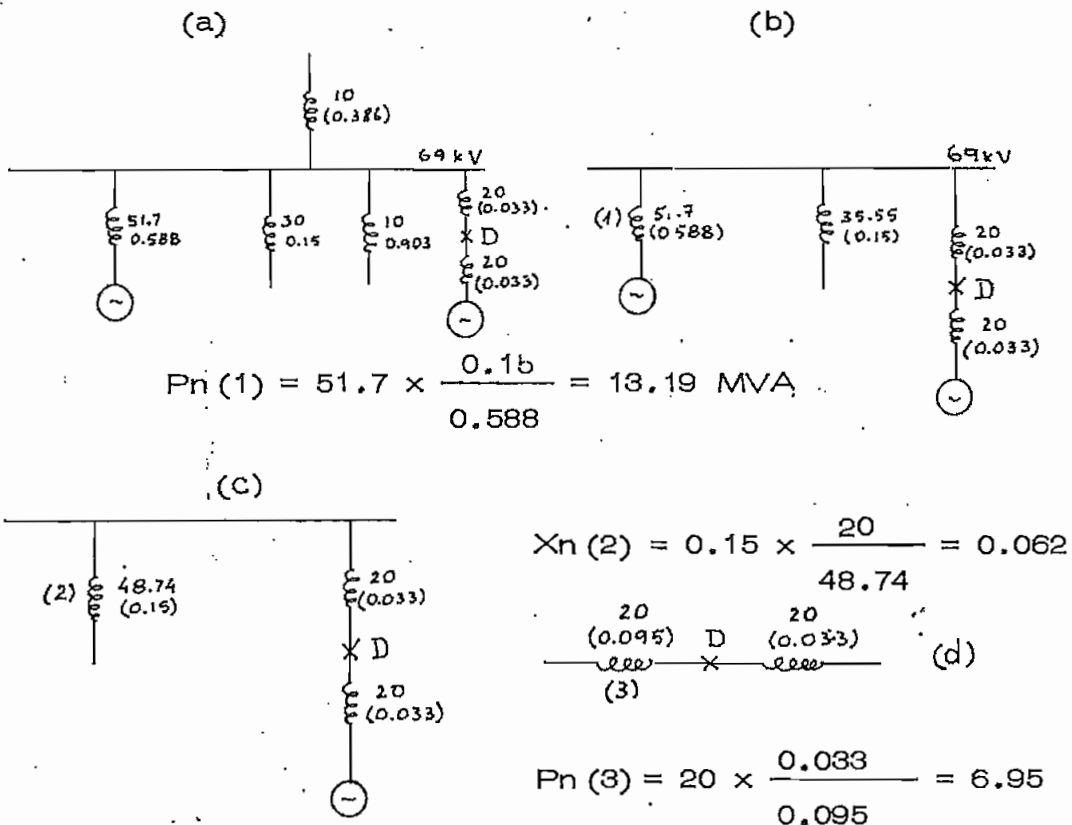 (a)
10
(0.386)
69 kV
51.7
0.588
30
0.15
10
0.903
20
(0.033)
D
20
(0.033)
~
~
(b)
69 kV
(1) 51.7
(0588)
35.55
(0.15)
20
(0.033)
D
20
(0.033)
~
~
Pn (1) = 51.7 × 0.15 / 0.588 = 13.19 MVA
(C)
(2) 48.74
(0.15)
20
(0.033)
D
20
(0.033)
~
Xn (2) = 0.15 × 20 / 48.74 = 0.062
20 20
(0.095) D (0.033) (d)
(3)
Pn (3) = 20 × 0.033 / 0.095 = 6.95